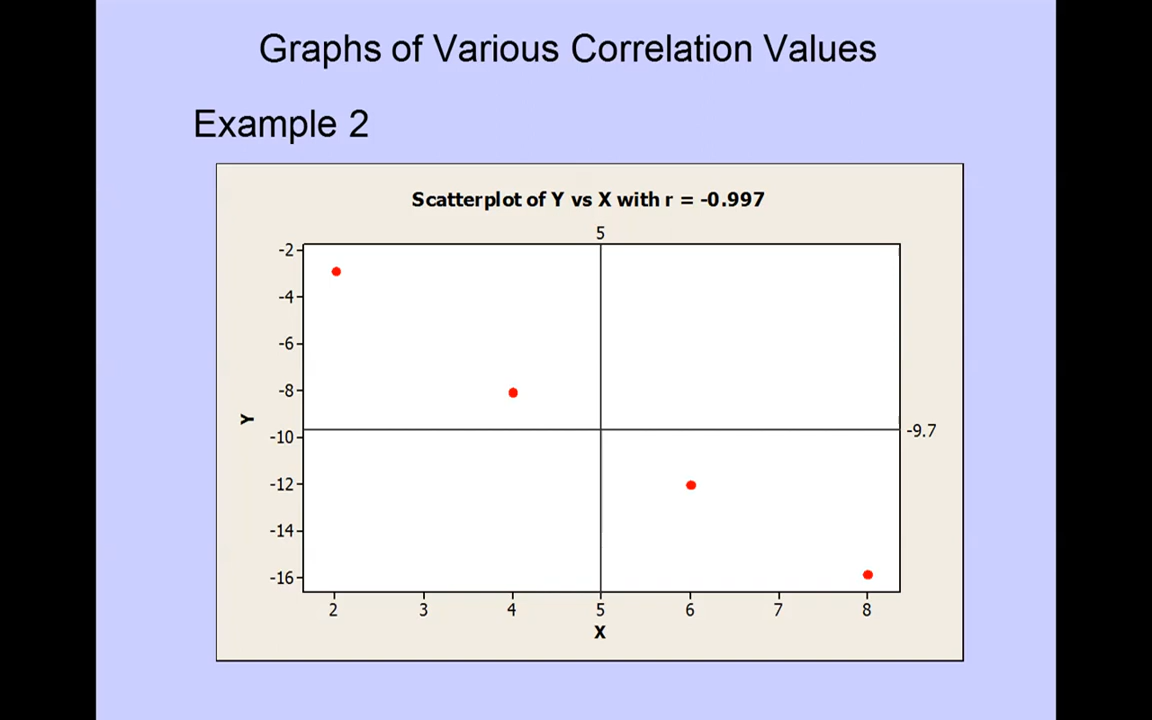 Graphs of Various Correlation Values
Example 2
Scatterplot of Y vs X with r = -0.997
5
-2
-4
-6
-8
-10
-12
-14
-16
Y
-9.7
2 3 4 5 6 7 8
X